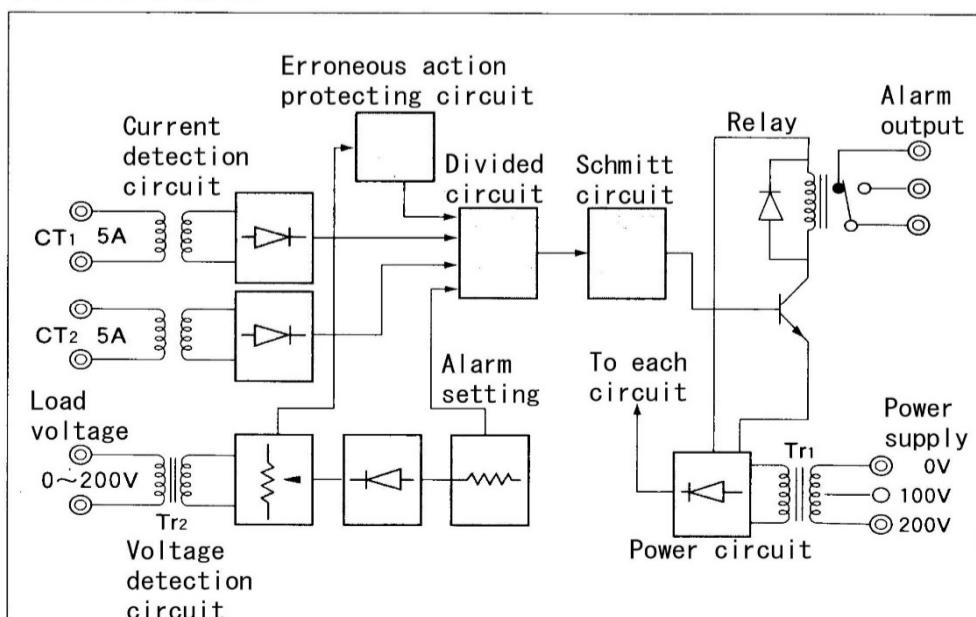 Erroneous action
protecting circuit
Current
detection
circuit
Divided
circuit
Schmitt
circuit
Relay
Alarm
output
CT1 5A
CT2 5A
To each
circuit
Alarm
setting
Load
voltage
0～200V
Tr2
Voltage
detection
circuit
Power
supply
Tr1
0V
100V
200V
Power circuit